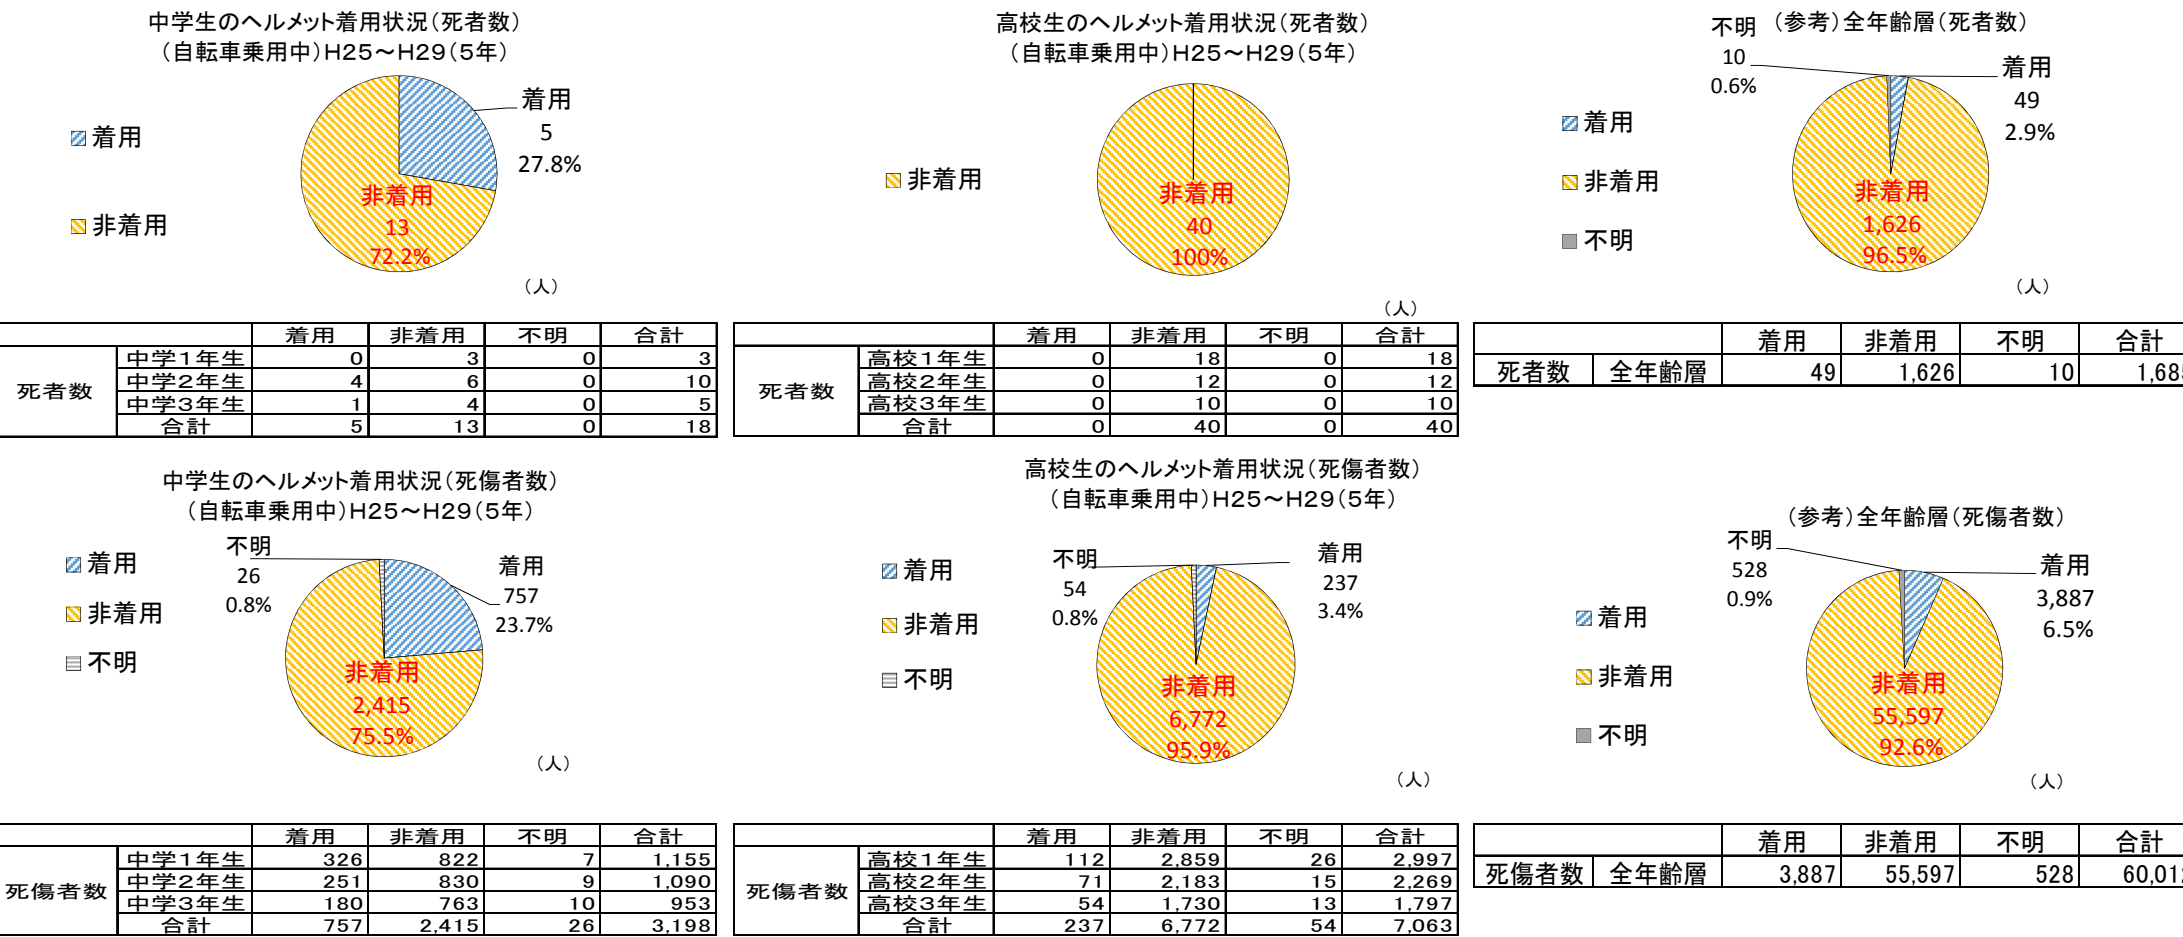 中学生のヘルメット着用状況(死者数)
(自転車乗用中)H25～H29(5年)
着用
非着用
着用
5
27.8%
非着用
13
72.2%
(人)
着用 非着用 不明 合計
死者数
中学1年生 0 3 0 3
中学2年生 4 6 0 10
中学3年生 1 4 0 5
合計 5 13 0 18
高校生のヘルメット着用状況(死者数)
(自転車乗用中)H25～H29(5年)
非着用
非着用
40
100%
(人)
着用 非着用 不明 合計
死者数
高校1年生 0 18 0 18
高校2年生 0 12 0 12
高校3年生 0 10 0 10
合計 0 40 0 40
(参考)全年齢層(死者数)
不明
10
0.6%
着用
49
2.9%
着用
非着用
不明
非着用
1,626
96.5%
(人)
着用 非着用 不明 合計
死者数 全年齢層 49 1,626 10 1,685
中学生のヘルメット着用状況(死傷者数)
(自転車乗用中)H25～H29(5年)
着用
非着用
不明
不明
26
0.8%
着用
757
23.7%
非着用
2,415
75.5%
(人)
着用 非着用 不明 合計
死傷者数
中学1年生 326 822 7 1,155
中学2年生 251 830 9 1,090
中学3年生 180 763 10 953
合計 757 2,415 26 3,198
高校生のヘルメット着用状況(死傷者数)
(自転車乗用中)H25～H29(5年)
着用
非着用
不明
不明
54
0.8%
着用
237
3.4%
非着用
6,772
95.9%
(人)
着用 非着用 不明 合計
死傷者数
高校1年生 112 2,859 26 2,997
高校2年生 71 2,183 15 2,269
高校3年生 54 1,730 13 1,797
合計 237 6,772 54 7,063
(参考)全年齢層(死傷者数)
不明
528
0.9%
着用
3,887
6.5%
着用
非着用
不明
非着用
55,597
92.6%
(人)
着用 非着用 不明 合計
死傷者数 全年齢層 3,887 55,597 528 60,012